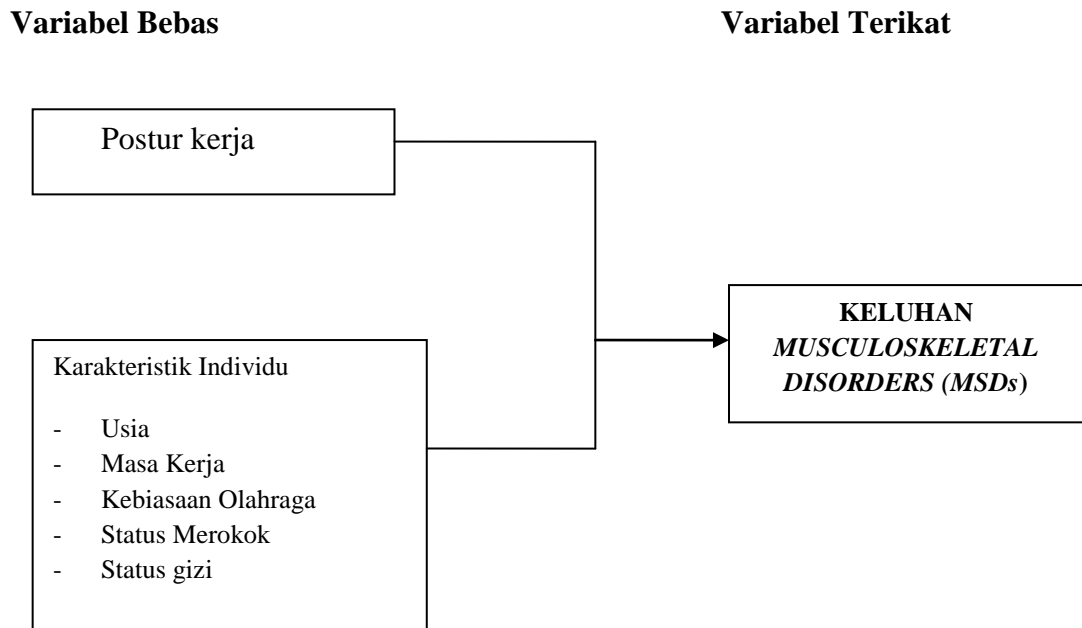 Variabel Bebas
Variabel Terikat
Postur kerja
Karakteristik Individu
- Usia
- Masa Kerja
- Kebiasaan Olahraga
- Status Merokok
- Status gizi
KELUHAN
MUSCULOSKELETAL
DISORDERS (MSDs)